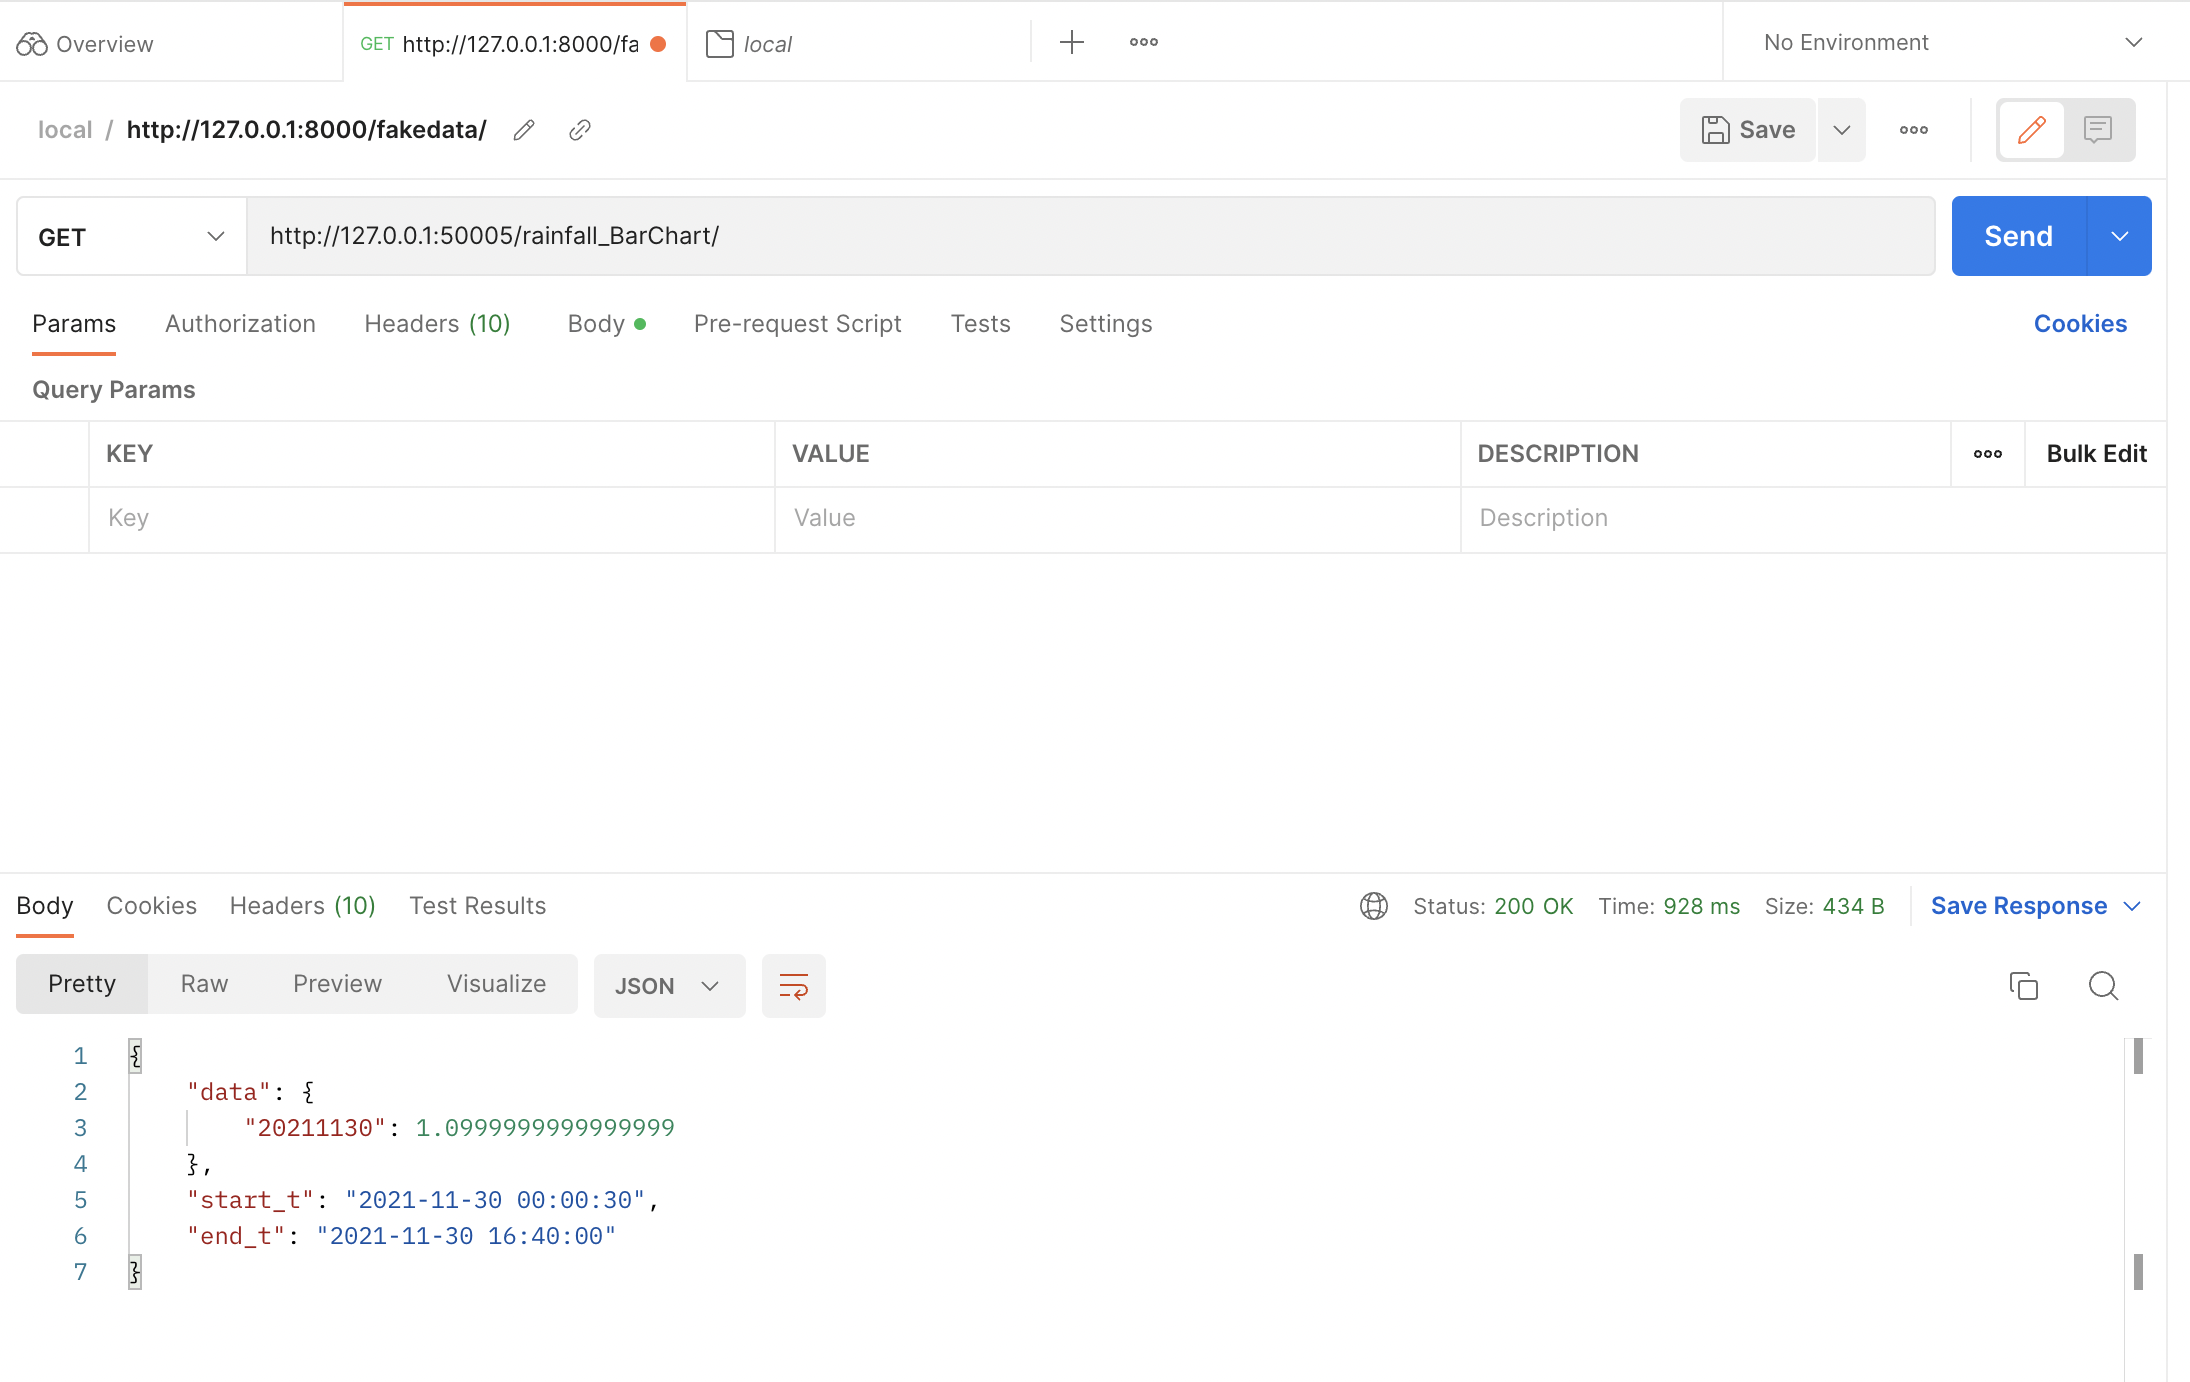 Overview
GET http://127.0.0.1:8000/fa
local
No Environment
local / http://127.0.0.1:8000/fakedata/
Save
GET
http://127.0.0.1:50005/rainfall_BarChart/
Send
Params Authorization Headers (10) Body Pre-request Script Tests Settings Cookies
Query Params
KEY VALUE DESCRIPTION Bulk Edit
Key Value Description
Body Cookies Headers (10) Test Results Status: 200 OK Time: 928 ms Size: 434 B Save Response
Pretty Raw Preview Visualize JSON
1 {
2 "data": {
3 "20211130": 1.0999999999999999
4 },
5 "start_t": "2021-11-30 00:00:30",
6 "end_t": "2021-11-30 16:40:00"
7 }